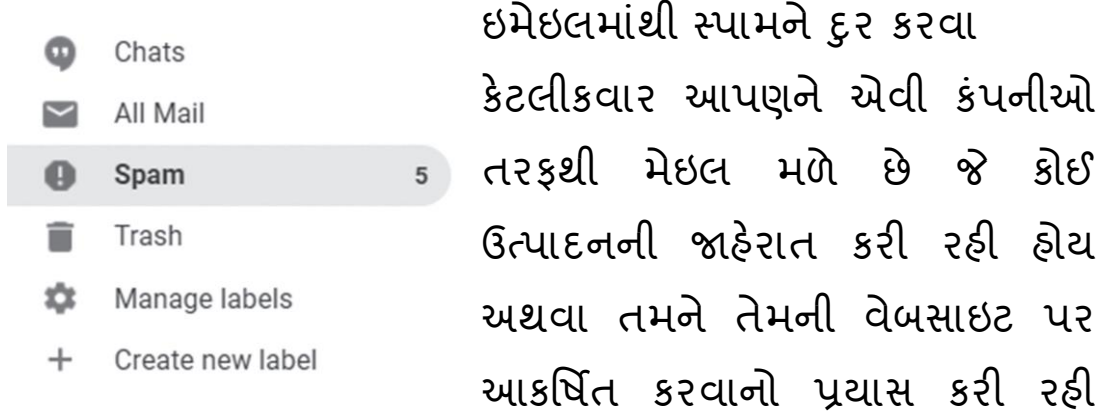 Chats
All Mail
Spam 5
Trash
Manage labels
Create new label
ઇમેઇલમાંથી સ્પામને દુર કરવા
કેટલીકવાર આપણને એવી કંપનીઓ
તરફથી મેઇલ મળે છે જે કોઈ
ઉત્પાદનની જાહેરાત કરી રહી હોય
અથવા તમને તેમની વેબસાઇટ પર
આકર્ષિત કરવાનો પ્રયાસ કરી રહી